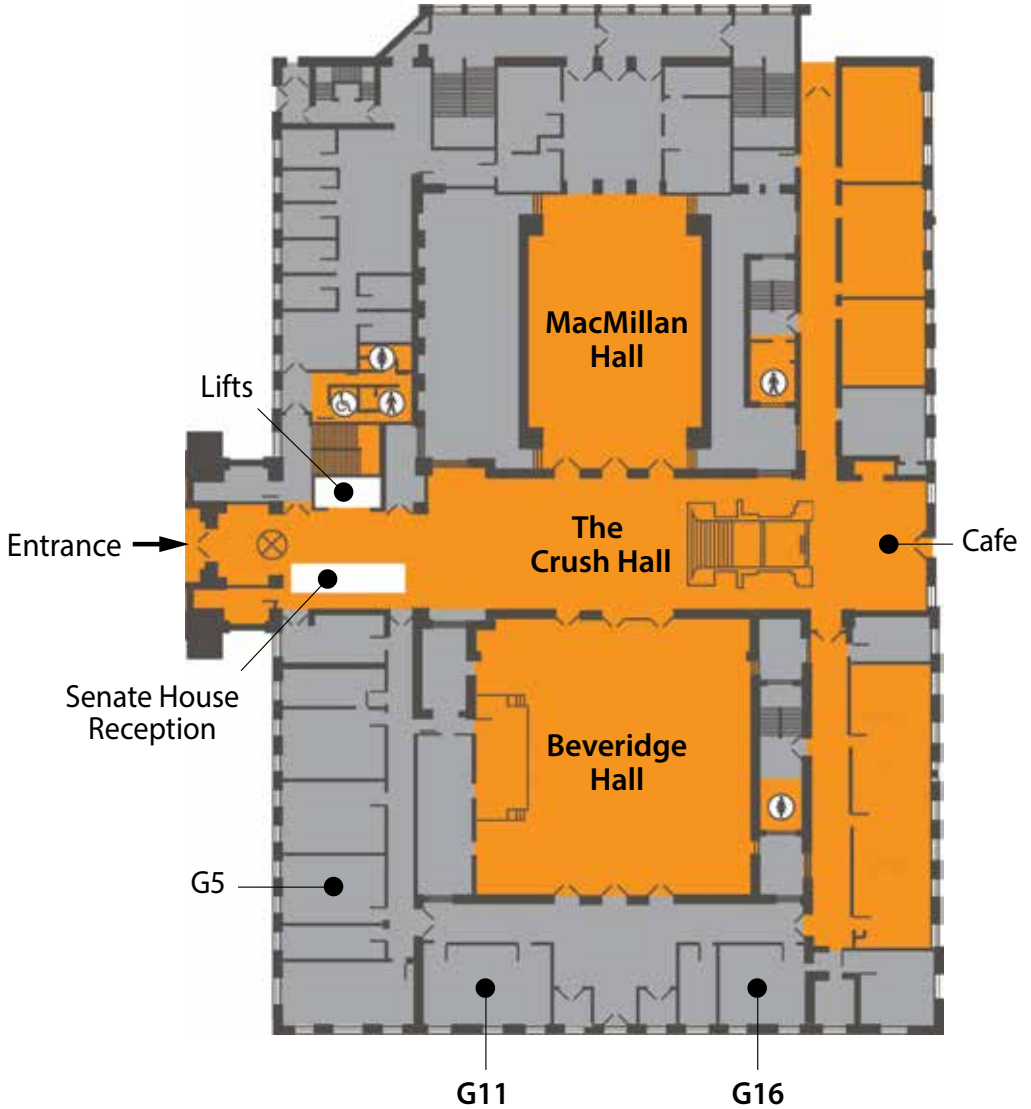 MacMillan
Hall
Lifts
The
Crush Hall
Entrance
Cafe
Senate House
Reception
Beveridge
Hall
G5
G11
G16